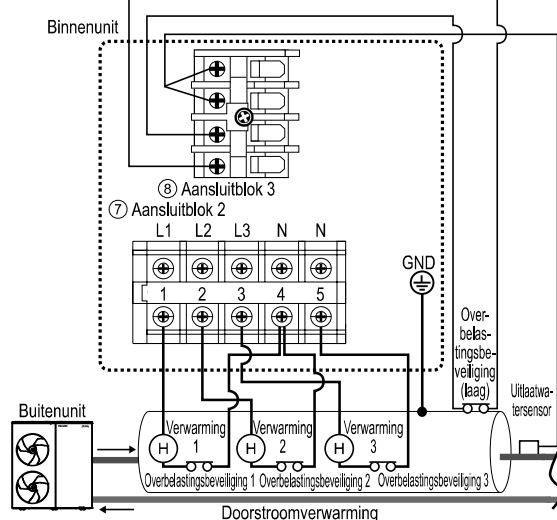 Binnenunit
⑧ Aansluitblok 3
⑦ Aansluitblok 2
L1 L2 L3 N N
1 2 3 4 5
GND
Over-
belas-
tingsbe-
veiliging
(laag)
Uitlaatwa-
tersensor
Buitenunit
Verwarming
1
Verwarming
2
Verwarming
3
H H H
Overbelastingsbeveiliging 1 Overbelastingsbeveiliging 2 Overbelastingsbeveiliging 3
Doorstroomverwarming